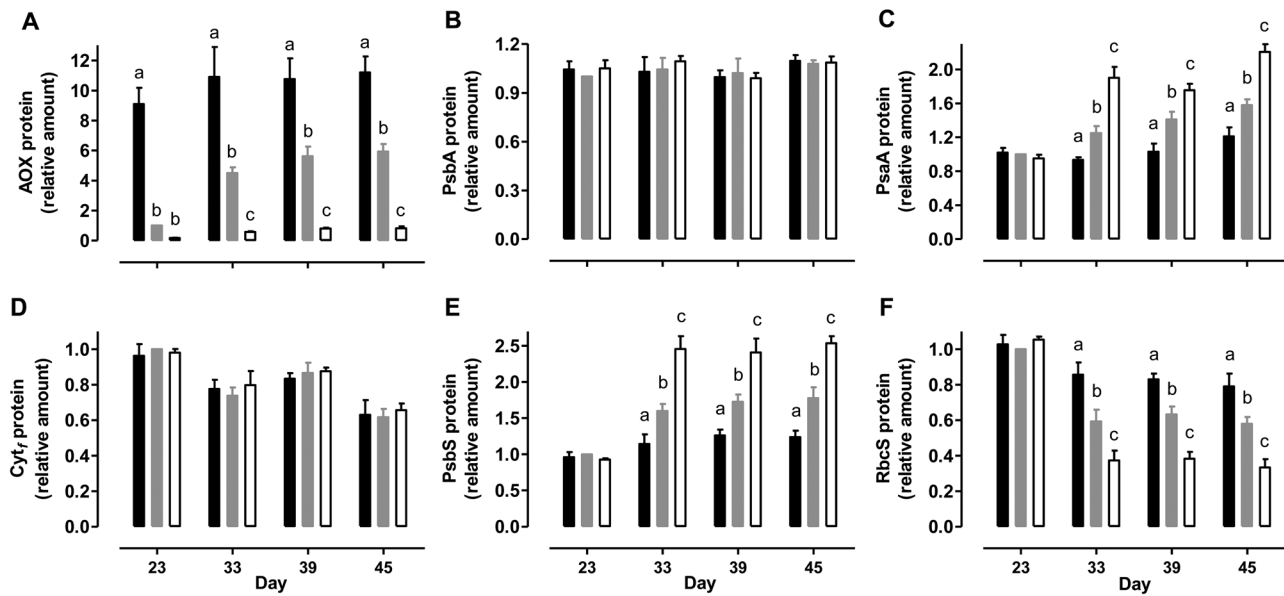 A
AOX protein
(relative amount)
12
10
8
6
4
2
0
a
b
b
a
b
c
a
b
c
a
b
c
B
PsbA protein
(relative amount)
1.2
0.9
0.6
0.3
0.0
C
PsaA protein
(relative amount)
2.0
1.6
1.2
0.8
0.4
0.0
a
b
c
a
b
c
a
b
c
D
Cytf protein
(relative amount)
1.0
0.8
0.6
0.4
0.2
0.0
23
33
39
45
Day
E
PsbS protein
(relative amount)
2.5
2.0
1.5
1.0
0.5
0.0
a
b
c
a
b
c
a
b
c
23
33
39
45
Day
F
RbcS protein
(relative amount)
1.0
0.8
0.6
0.4
0.2
0.0
a
b
c
a
b
c
a
b
c
23
33
39
45
Day